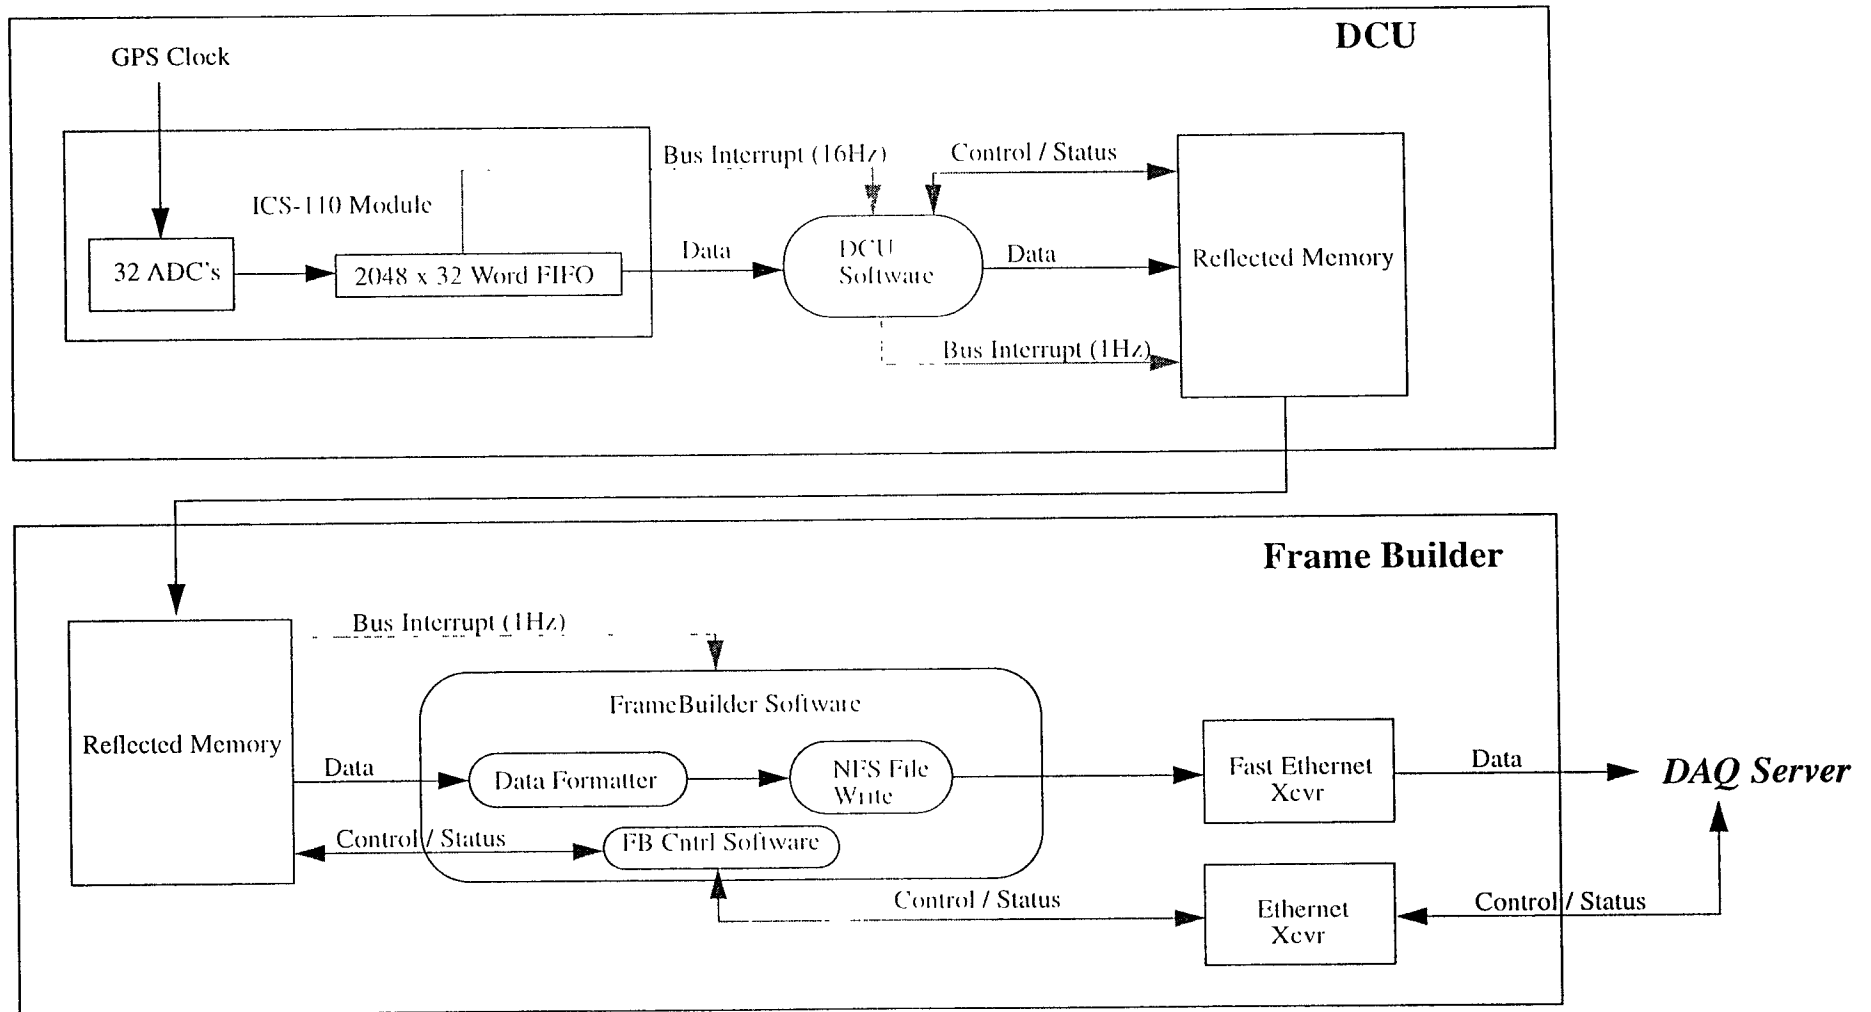 DCU
GPS Clock
Bus Interrupt (16Hz)
Control / Status
ICS-110 Module
32 ADC's
2048 x 32 Word FIFO
Data
DCU
Software
Data
Reflected Memory
Bus Interrupt (1Hz)
Frame Builder
Bus Interrupt (1Hz)
FrameBuilder Software
Reflected Memory
Data
Data Formatter
NFS File
Write
Fast Ethernet
Xcvr
Data
DAQ Server
Control / Status
FB Cntrl Software
Control / Status
Ethernet
Xcvr
Control / Status